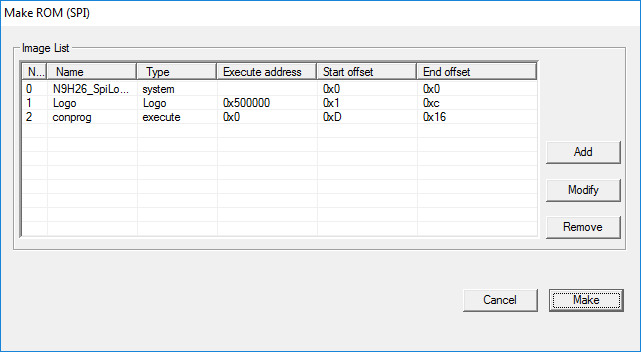 Make ROM (SPI)
Image List
N... Name Type Execute address Start offset End offset
0 N9H26_SpiLo... system 0x0 0x0
1 Logo Logo 0x500000 0x1 0xc
2 conprog execute 0x0 0xD 0x16
Add
Modify
Remove
Cancel Make